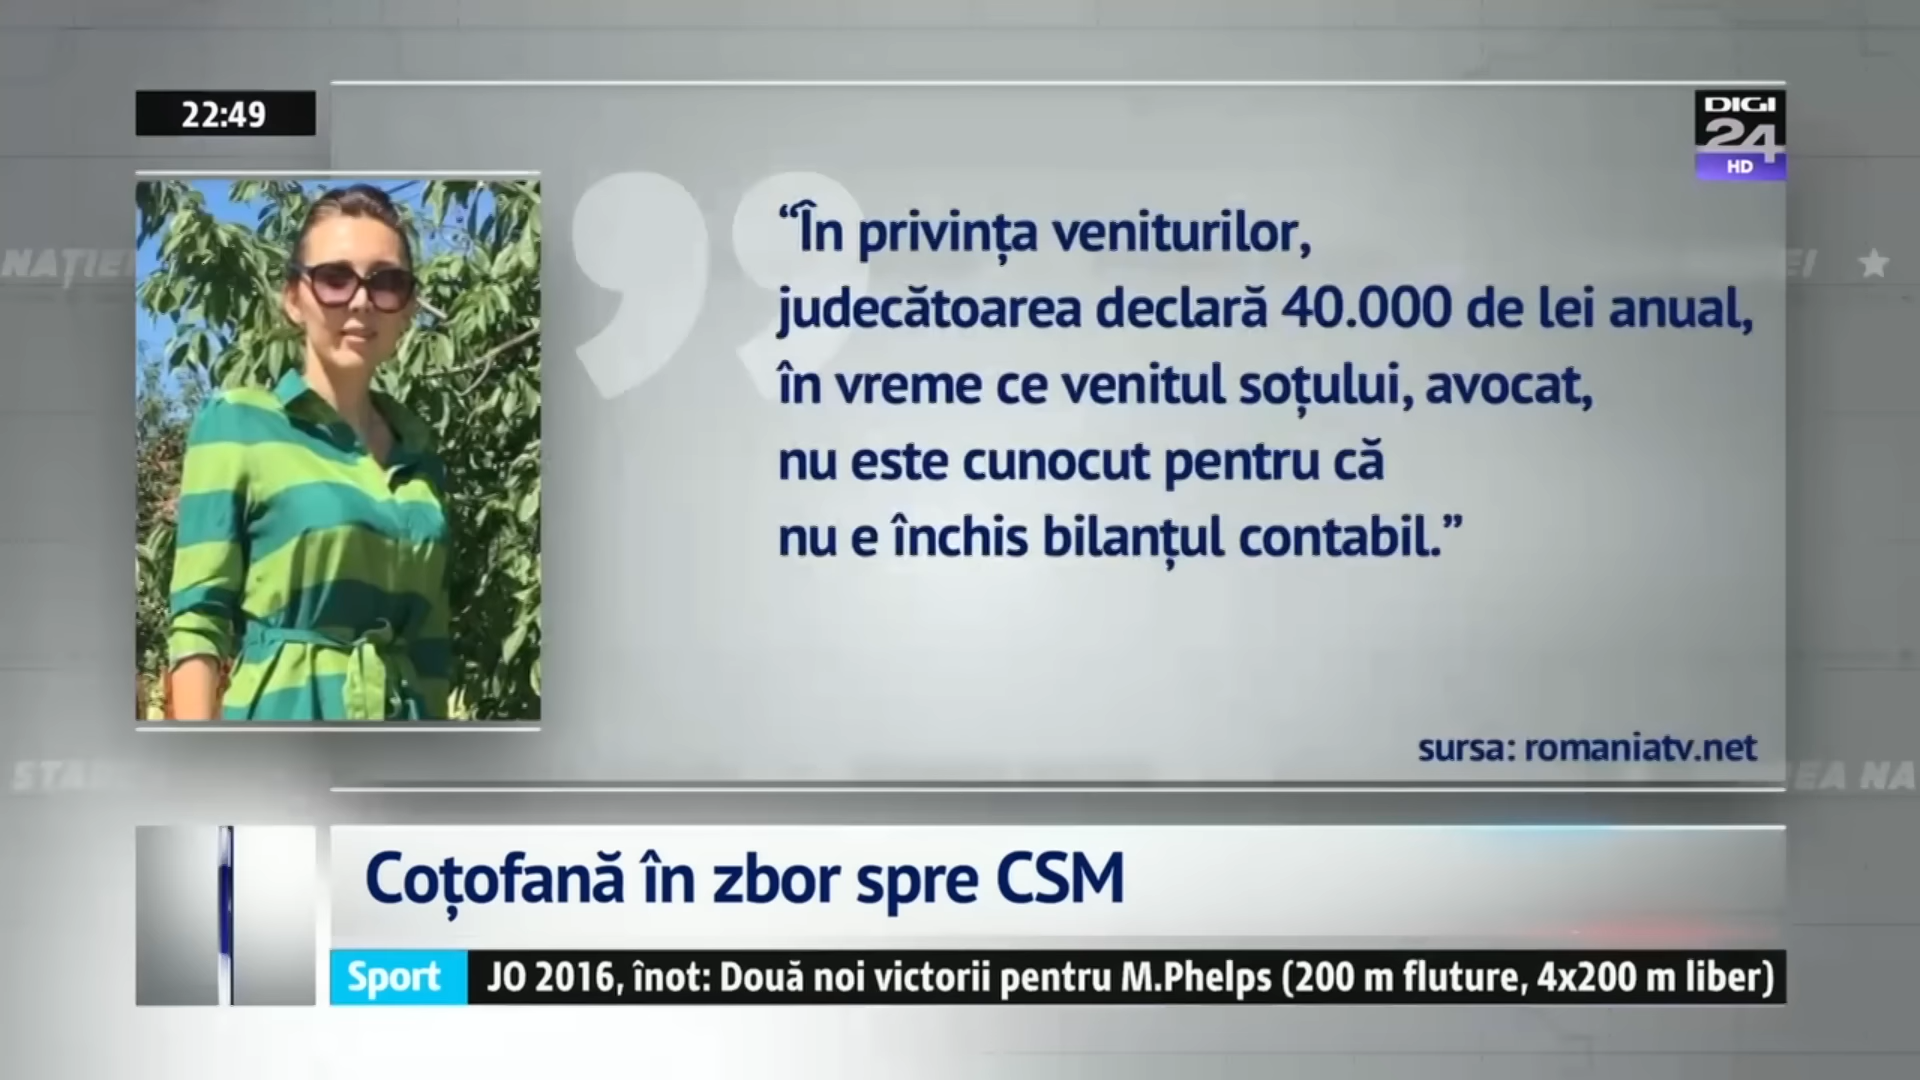 22:49
DIGI
24
HD
“În privința veniturilor,
judecătoarea declară 40.000 de lei anual,
în vreme ce venitul soțului, avocat,
nu este cunocut pentru că
nu e închis bilanțul contabil.”
sursa: romaniatv.net
Coțofană în zbor spre CSM
Sport
JO 2016, înot: Două noi victorii pentru M.Phelps (200 m fluture, 4x200 m liber)